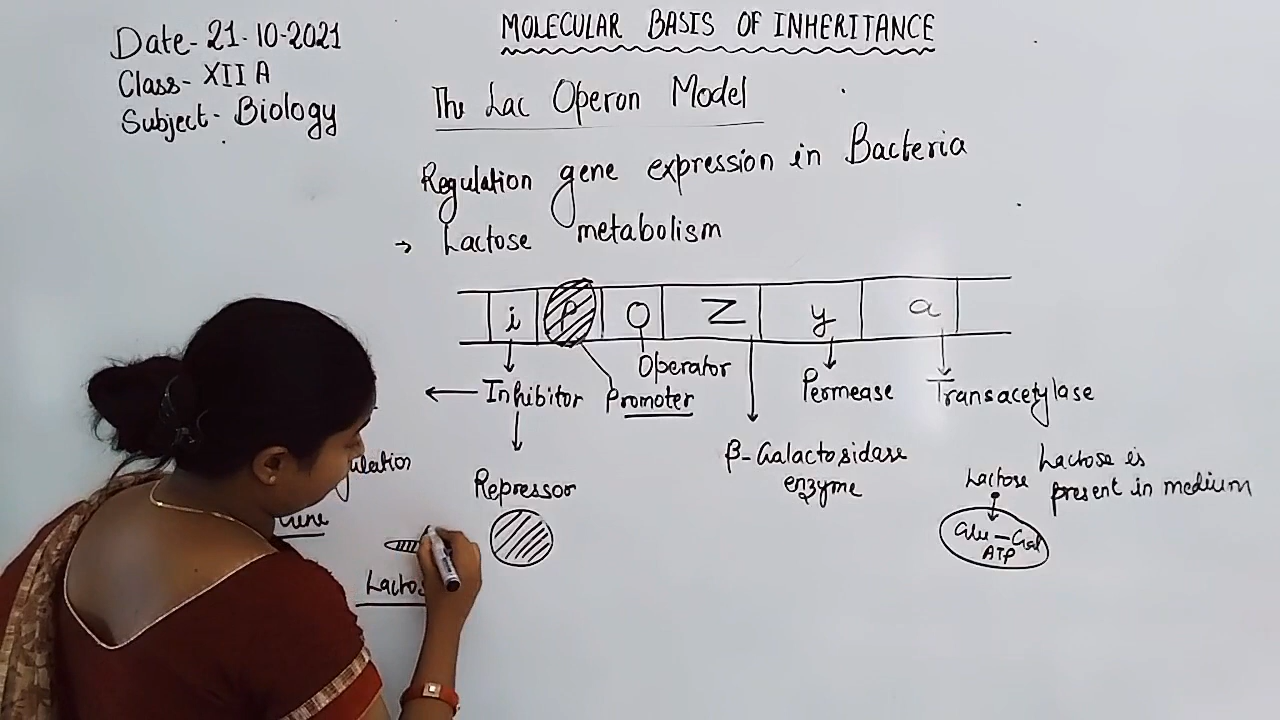 MOLECULAR BASIS OF INHERITANCE
Date- 21-10-2021
Class- XII A
Subject- Biology
The Lac Operon Model
Regulation gene expression in Bacteria
→ Lactose metabolism
i P O Z y a
Operator
Inhibitor Promoter Permease Transacetylase
β-Galactosidase
enzyme
Repressor
Lactose is
present in medium
Lactose
Glu-Gal
ATP